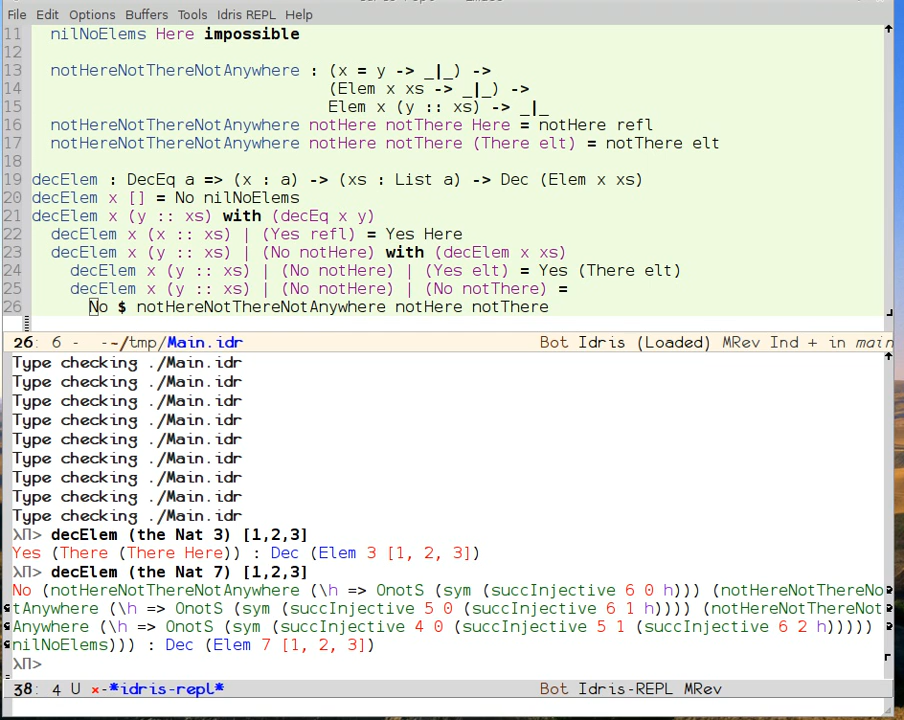 File Edit Options Buffers Tools Idris REPL Help
11 nilNoElems Here impossible
12
13 notHereNotThereNotAnywhere : (x = y -> _|_) ->
14 (Elem x xs -> _|_) ->
15 Elem x (y :: xs) -> _|_
16 notHereNotThereNotAnywhere notHere notThere Here = notHere refl
17 notHereNotThereNotAnywhere notHere notThere (There elt) = notThere elt
18
19 decElem : DecEq a => (x : a) -> (xs : List a) -> Dec (Elem x xs)
20 decElem x [] = No nilNoElems
21 decElem x (y :: xs) with (decEq x y)
22 decElem x (x :: xs) | (Yes refl) = Yes Here
23 decElem x (y :: xs) | (No notHere) with (decElem x xs)
24 decElem x (y :: xs) | (No notHere) | (Yes elt) = Yes (There elt)
25 decElem x (y :: xs) | (No notHere) | (No notThere) =
26 No $ notHereNotThereNotAnywhere notHere notThere
26: 6 - --~/tmp/Main.idr Bot Idris (Loaded) MRev Ind + in main
Type checking ./Main.idr
Type checking ./Main.idr
Type checking ./Main.idr
Type checking ./Main.idr
Type checking ./Main.idr
Type checking ./Main.idr
Type checking ./Main.idr
Type checking ./Main.idr
Type checking ./Main.idr
λΠ> decElem (the Nat 3) [1,2,3]
Yes (There (There Here)) : Dec (Elem 3 [1, 2, 3])
λΠ> decElem (the Nat 7) [1,2,3]
No (notHereNotThereNotAnywhere (\h => OnotS (sym (succInjective 6 0 h))) (notHereNotThereNo
tAnywhere (\h => OnotS (sym (succInjective 5 0 (succInjective 6 1 h)))) (notHereNotThereNot
Anywhere (\h => OnotS (sym (succInjective 4 0 (succInjective 5 1 (succInjective 6 2 h)))))
nilNoElems))) : Dec (Elem 7 [1, 2, 3])
λΠ>
38: 4 U ×-*idris-repl* Bot Idris-REPL MRev